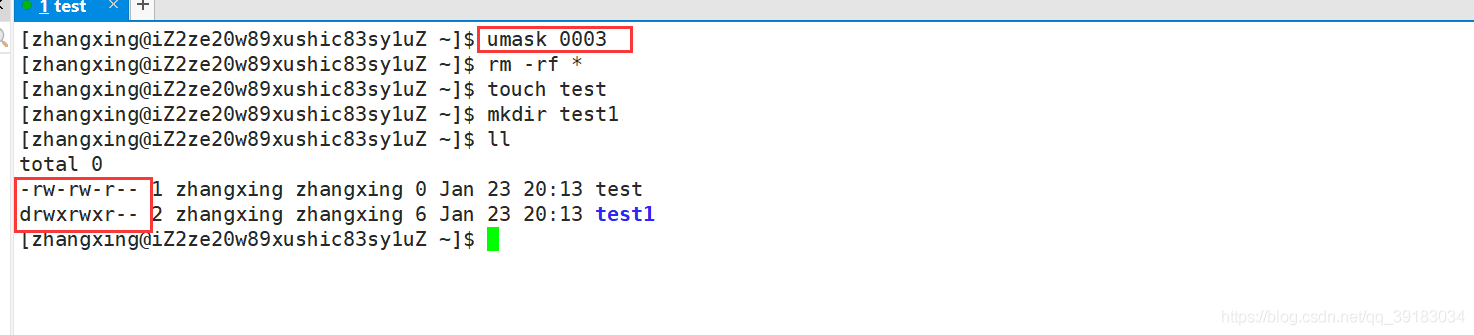 1 test × +
[zhangxing@iZ2ze20w89xushic83sy1uZ ~]$ umask 0003
[zhangxing@iZ2ze20w89xushic83sy1uZ ~]$ rm -rf *
[zhangxing@iZ2ze20w89xushic83sy1uZ ~]$ touch test
[zhangxing@iZ2ze20w89xushic83sy1uZ ~]$ mkdir test1
[zhangxing@iZ2ze20w89xushic83sy1uZ ~]$ ll
total 0
-rw-rw-r-- 1 zhangxing zhangxing 0 Jan 23 20:13 test
drwxrwxr-- 2 zhangxing zhangxing 6 Jan 23 20:13 test1
[zhangxing@iZ2ze20w89xushic83sy1uZ ~]$
https://blog.csdn.net/qq_39183034